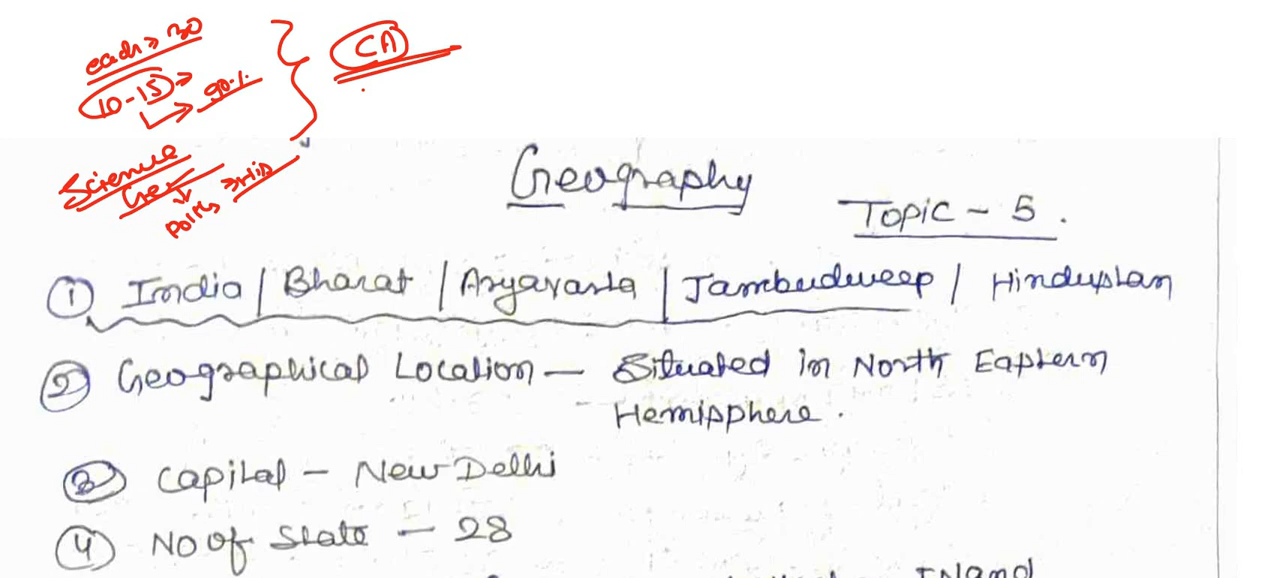 each → 30
10-15 →
→ 90%
CA
Science
Geo
points →
Geography
Topic - 5.
① India | Bharat | Aryavarta | Jambudweep | Hindustan
② Geographical Location — Situated in North Eastern
Hemisphere.
③ Capital - New Delhi
④ No of State - 28